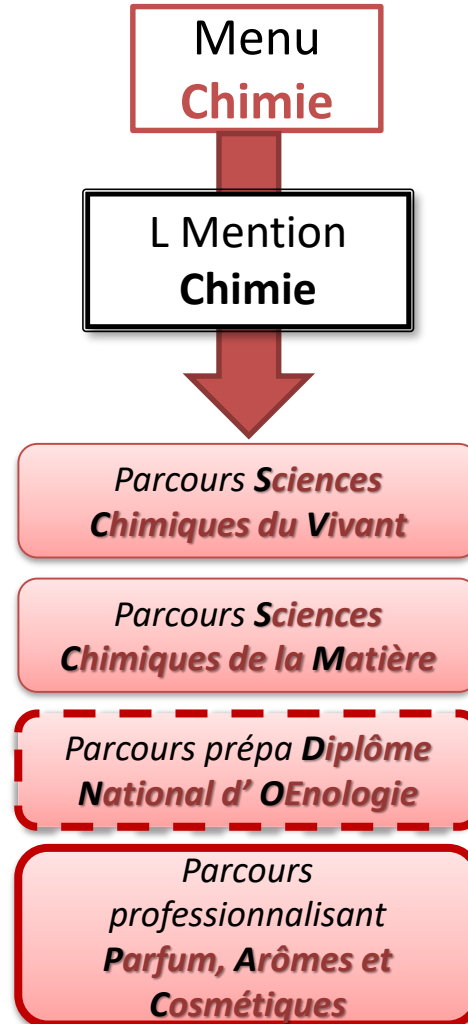 Menu
Chimie
L Mention
Chimie
Parcours Sciences
Chimiques du Vivant
Parcours Sciences
Chimiques de la Matière
Parcours prépa Diplôme
National d’ OEnologie
Parcours
professionnalisant
Parfum, Arômes et
Cosmétiques